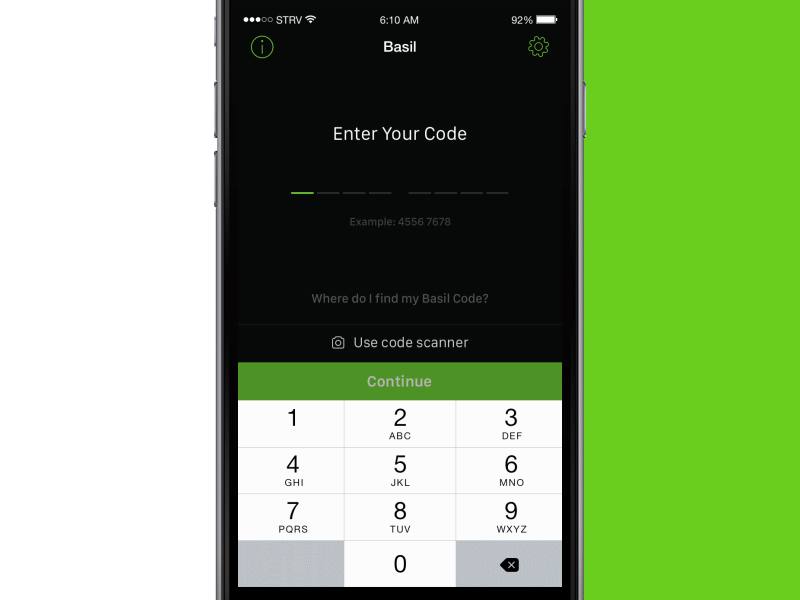 STRV 6:10 AM 92%
Basil
Enter Your Code
Example: 4556 7678
Where do I find my Basil Code?
Use code scanner
Continue
1 2 3
ABC DEF
4 5 6
GHI JKL MNO
7 8 9
PQRS TUV WXYZ
0